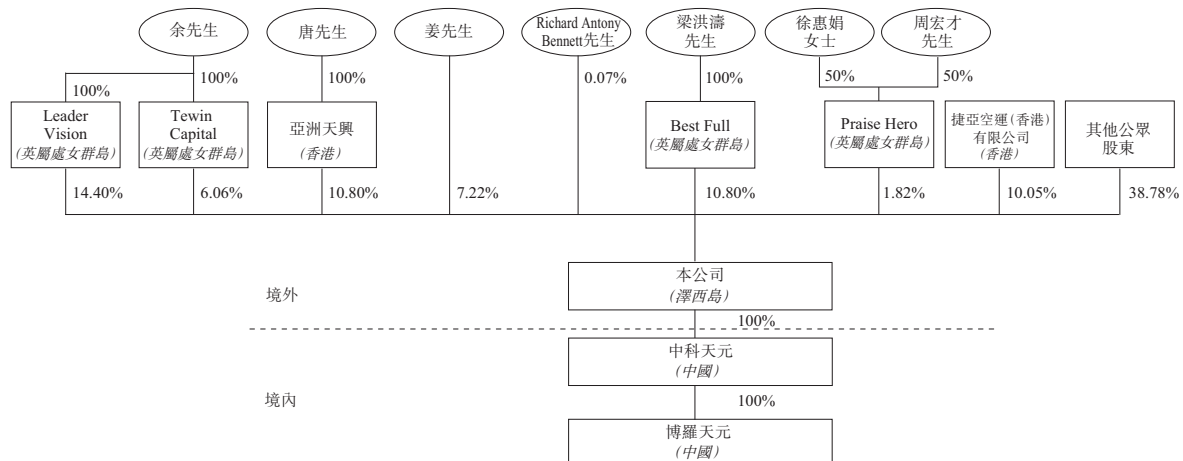 余先生
唐先生
姜先生
Richard Antony
Bennett先生
梁洪濤
先生
徐惠娟
女士
周宏才
先生
100%
100%
100%
0.07%
100%
50%
50%
Leader
Vision
(英屬處女群島)
Tewin
Capital
(英屬處女群島)
亞洲天興
(香港)
Best Full
(英屬處女群島)
Praise Hero
(英屬處女群島)
捷亞空運(香港)
有限公司
(香港)
其他公眾
股東
14.40%
6.06%
10.80%
7.22%
10.80%
1.82%
10.05%
38.78%
本公司
(澤西島)
境外
100%
中科天元
(中國)
境內
100%
博羅天元
(中國)